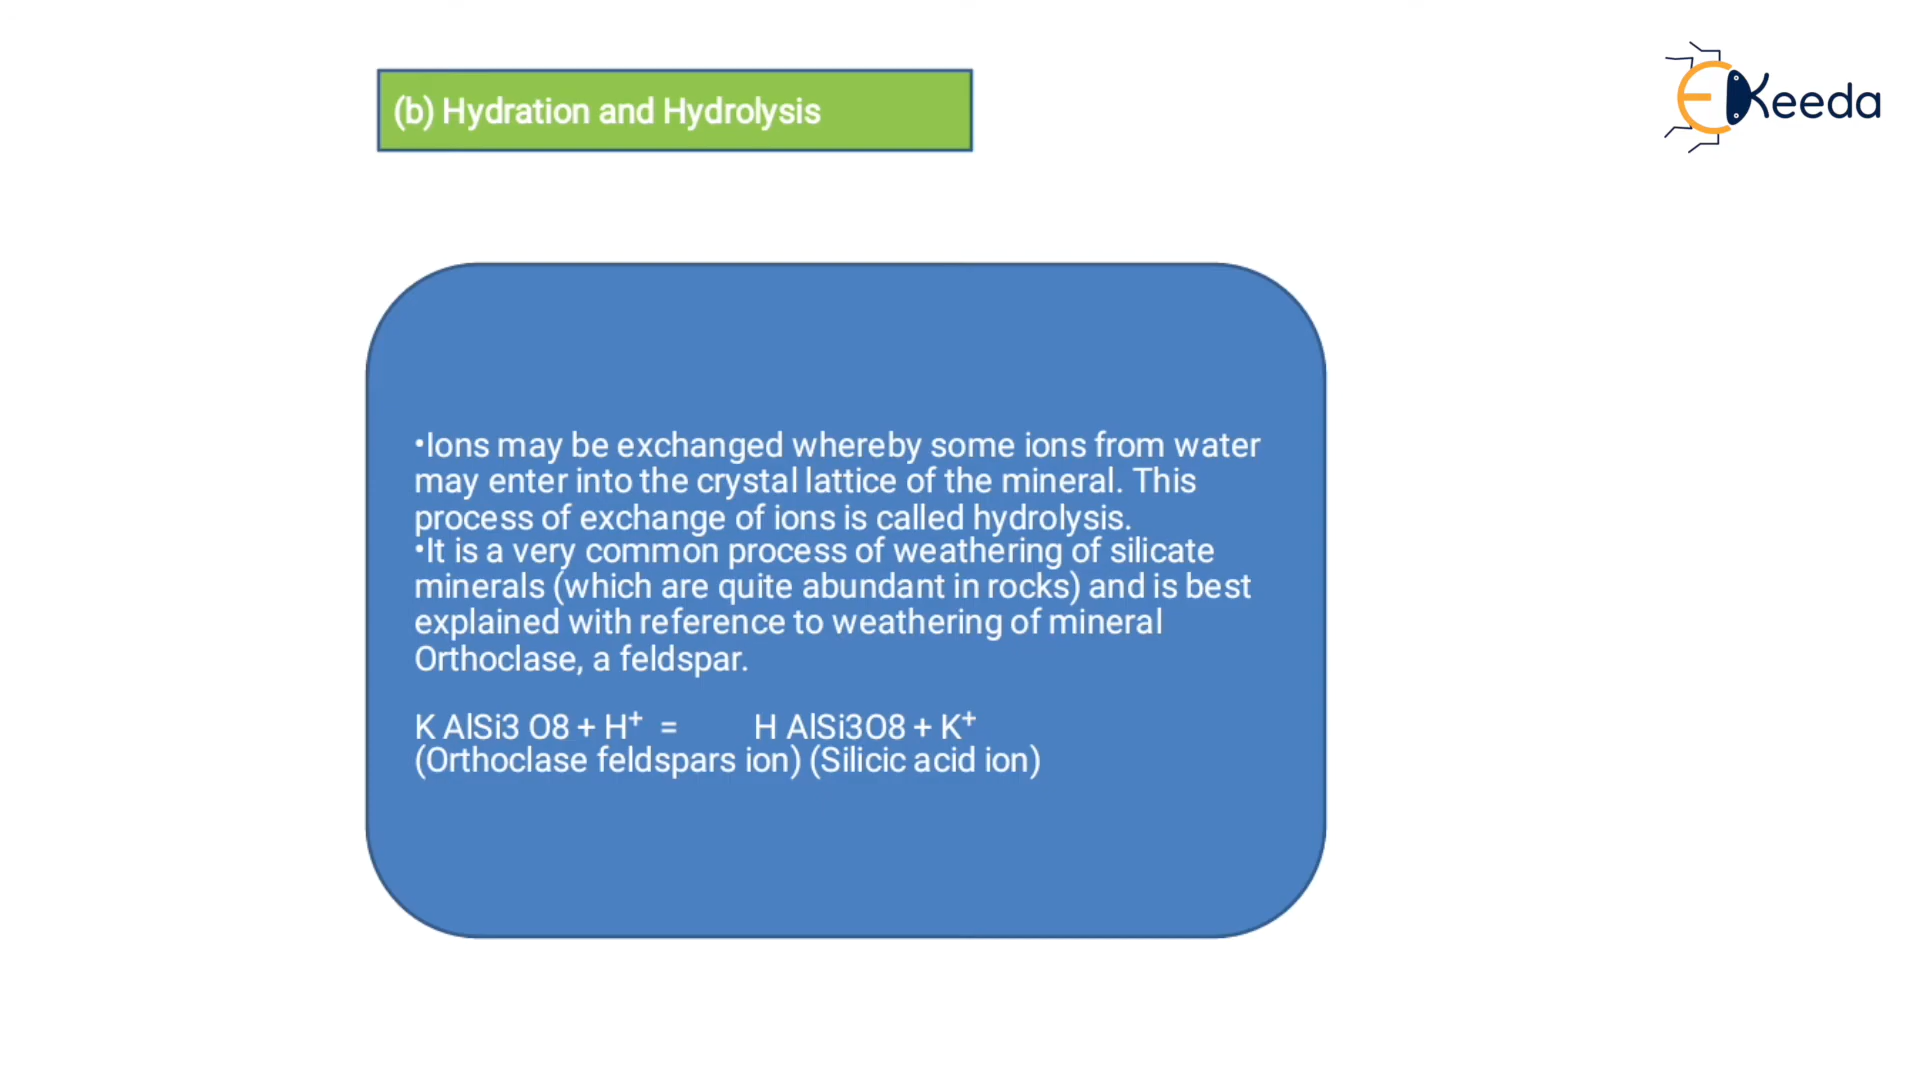 (b) Hydration and Hydrolysis
EKeeda
•Ions may be exchanged whereby some ions from water
may enter into the crystal lattice of the mineral. This
process of exchange of ions is called hydrolysis.
•It is a very common process of weathering of silicate
minerals (which are quite abundant in rocks) and is best
explained with reference to weathering of mineral
Orthoclase, a feldspar.
K AlSi3 O8 + H⁺ = H AlSi3O8 + K⁺
(Orthoclase feldspars ion) (Silicic acid ion)